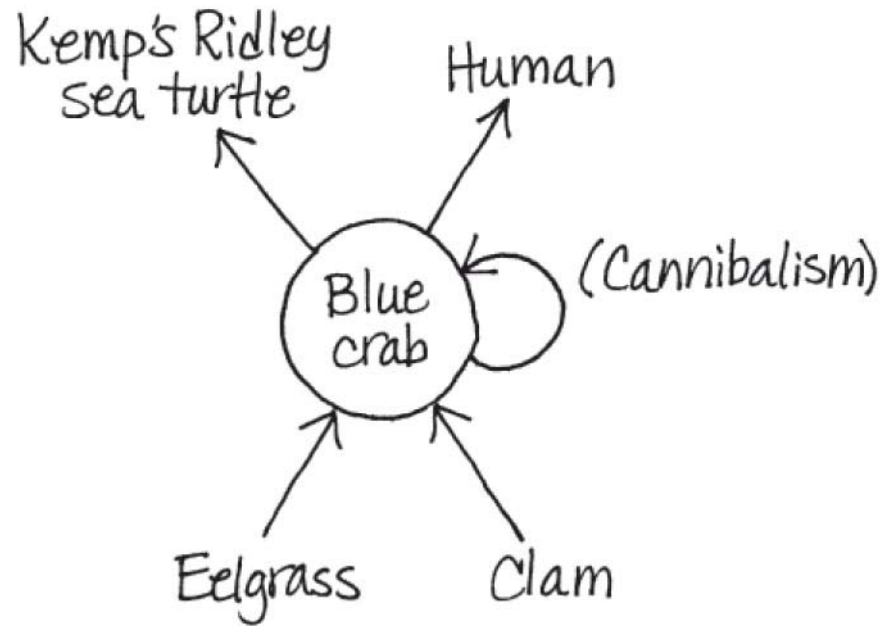 Kemp's Ridley
sea turtle
Human
(Cannibalism)
Blue
crab
Eelgrass
Clam